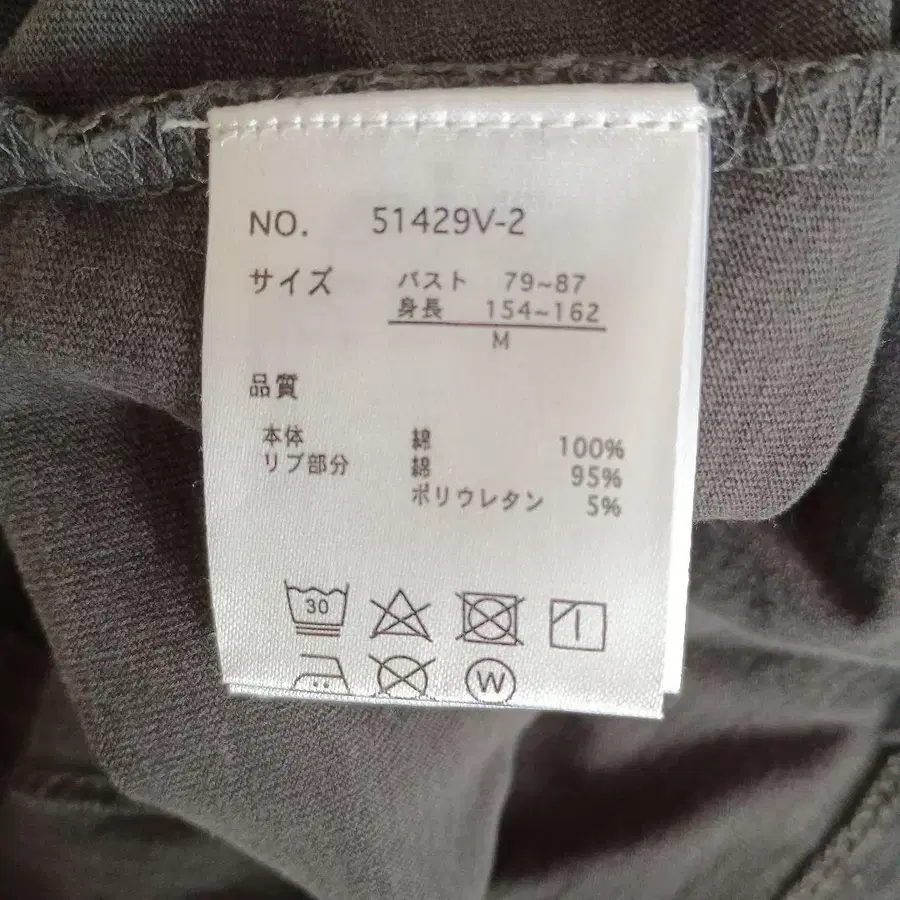 NO. 51429V-2
サイズ バスト 79~87
身長 154~162
M
品質
本体 綿 100%
リブ部分 綿 95%
ポリウレタン 5%
30
W